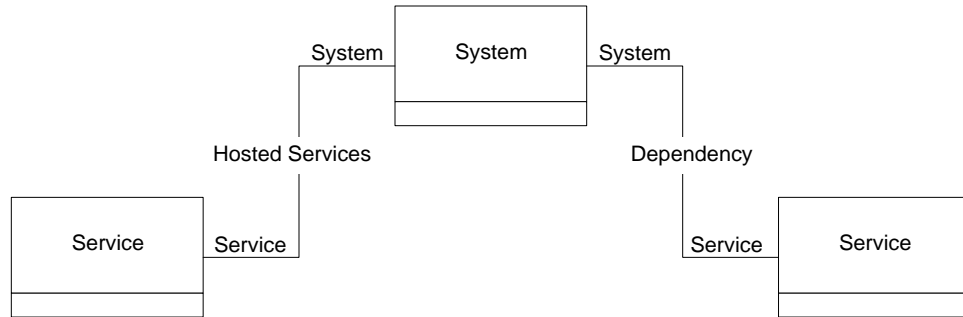 System
System
System
Hosted Services
Dependency
Service
Service
Service
Service